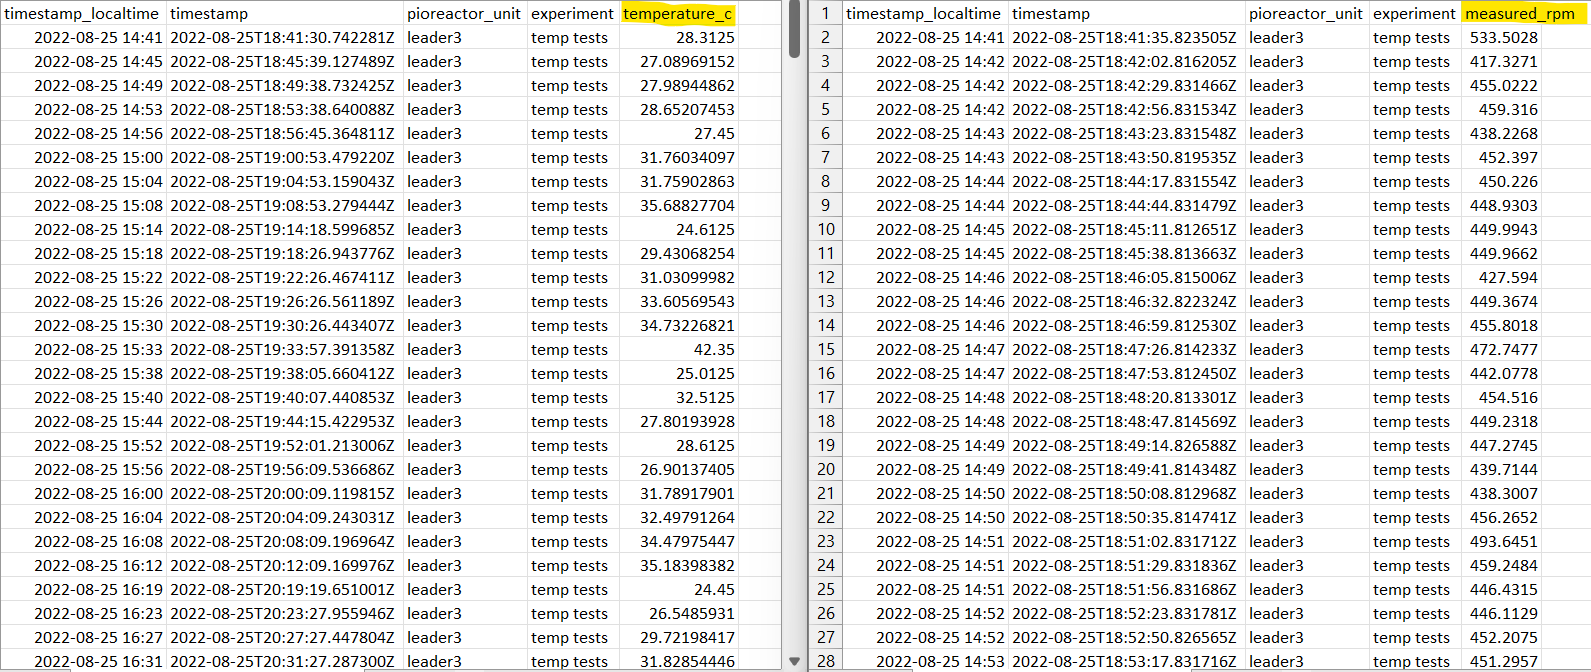 timestamp_localtime timestamp pioreactor_unit experiment temperature_c 1 timestamp_localtime timestamp pioreactor_unit experiment measured_rpm
2022-08-25 14:41 2022-08-25T18:41:30.742281Z leader3 temp tests 28.3125 2 2022-08-25 14:41 2022-08-25T18:41:35.823505Z leader3 temp tests 533.5028
2022-08-25 14:45 2022-08-25T18:45:39.127489Z leader3 temp tests 27.08969152 3 2022-08-25 14:42 2022-08-25T18:42:02.816205Z leader3 temp tests 417.3271
2022-08-25 14:49 2022-08-25T18:49:38.732425Z leader3 temp tests 27.98944862 4 2022-08-25 14:42 2022-08-25T18:42:29.831466Z leader3 temp tests 455.0222
2022-08-25 14:53 2022-08-25T18:53:38.640088Z leader3 temp tests 28.65207453 5 2022-08-25 14:42 2022-08-25T18:42:56.831534Z leader3 temp tests 459.316
2022-08-25 14:56 2022-08-25T18:56:45.364811Z leader3 temp tests 27.45 6 2022-08-25 14:43 2022-08-25T18:43:23.831548Z leader3 temp tests 438.2268
2022-08-25 15:00 2022-08-25T19:00:53.479220Z leader3 temp tests 31.76034097 7 2022-08-25 14:43 2022-08-25T18:43:50.819535Z leader3 temp tests 452.397
2022-08-25 15:04 2022-08-25T19:04:53.159043Z leader3 temp tests 31.75902863 8 2022-08-25 14:44 2022-08-25T18:44:17.831554Z leader3 temp tests 450.226
2022-08-25 15:08 2022-08-25T19:08:53.279444Z leader3 temp tests 35.68827704 9 2022-08-25 14:44 2022-08-25T18:44:44.831479Z leader3 temp tests 448.9303
2022-08-25 15:14 2022-08-25T19:14:18.599685Z leader3 temp tests 24.6125 10 2022-08-25 14:45 2022-08-25T18:45:11.812651Z leader3 temp tests 449.9943
2022-08-25 15:18 2022-08-25T19:18:26.943776Z leader3 temp tests 29.43068254 11 2022-08-25 14:45 2022-08-25T18:45:38.813663Z leader3 temp tests 449.9662
2022-08-25 15:22 2022-08-25T19:22:26.467411Z leader3 temp tests 31.03099982 12 2022-08-25 14:46 2022-08-25T18:46:05.815006Z leader3 temp tests 427.594
2022-08-25 15:26 2022-08-25T19:26:26.561189Z leader3 temp tests 33.60569543 13 2022-08-25 14:46 2022-08-25T18:46:32.822324Z leader3 temp tests 449.3674
2022-08-25 15:30 2022-08-25T19:30:26.443407Z leader3 temp tests 34.73226821 14 2022-08-25 14:46 2022-08-25T18:46:59.812530Z leader3 temp tests 455.8018
2022-08-25 15:33 2022-08-25T19:33:57.391358Z leader3 temp tests 42.35 15 2022-08-25 14:47 2022-08-25T18:47:26.814233Z leader3 temp tests 472.7477
2022-08-25 15:38 2022-08-25T19:38:05.660412Z leader3 temp tests 25.0125 16 2022-08-25 14:47 2022-08-25T18:47:53.812450Z leader3 temp tests 442.0778
2022-08-25 15:40 2022-08-25T19:40:07.440853Z leader3 temp tests 32.5125 17 2022-08-25 14:48 2022-08-25T18:48:20.813301Z leader3 temp tests 454.516
2022-08-25 15:44 2022-08-25T19:44:15.422953Z leader3 temp tests 27.80193928 18 2022-08-25 14:48 2022-08-25T18:48:47.814569Z leader3 temp tests 449.2318
2022-08-25 15:52 2022-08-25T19:52:01.213006Z leader3 temp tests 28.6125 19 2022-08-25 14:49 2022-08-25T18:49:14.826588Z leader3 temp tests 447.2745
2022-08-25 15:56 2022-08-25T19:56:09.536686Z leader3 temp tests 26.90137405 20 2022-08-25 14:49 2022-08-25T18:49:41.814348Z leader3 temp tests 439.7144
2022-08-25 16:00 2022-08-25T20:00:09.119815Z leader3 temp tests 31.78917901 21 2022-08-25 14:50 2022-08-25T18:50:08.812968Z leader3 temp tests 438.3007
2022-08-25 16:04 2022-08-25T20:04:09.243031Z leader3 temp tests 32.49791264 22 2022-08-25 14:50 2022-08-25T18:50:35.814741Z leader3 temp tests 456.2652
2022-08-25 16:08 2022-08-25T20:08:09.196964Z leader3 temp tests 34.47975447 23 2022-08-25 14:51 2022-08-25T18:51:02.831712Z leader3 temp tests 493.6451
2022-08-25 16:12 2022-08-25T20:12:09.169976Z leader3 temp tests 35.18398382 24 2022-08-25 14:51 2022-08-25T18:51:29.831836Z leader3 temp tests 459.2484
2022-08-25 16:19 2022-08-25T20:19:19.651001Z leader3 temp tests 24.45 25 2022-08-25 14:51 2022-08-25T18:51:56.831686Z leader3 temp tests 446.4315
2022-08-25 16:23 2022-08-25T20:23:27.955946Z leader3 temp tests 26.5485931 26 2022-08-25 14:52 2022-08-25T18:52:23.831781Z leader3 temp tests 446.1129
2022-08-25 16:27 2022-08-25T20:27:27.447804Z leader3 temp tests 29.72198417 27 2022-08-25 14:52 2022-08-25T18:52:50.826565Z leader3 temp tests 452.2075
2022-08-25 16:31 2022-08-25T20:31:27.287300Z leader3 temp tests 31.82854446 28 2022-08-25 14:53 2022-08-25T18:53:17.831716Z leader3 temp tests 451.2957